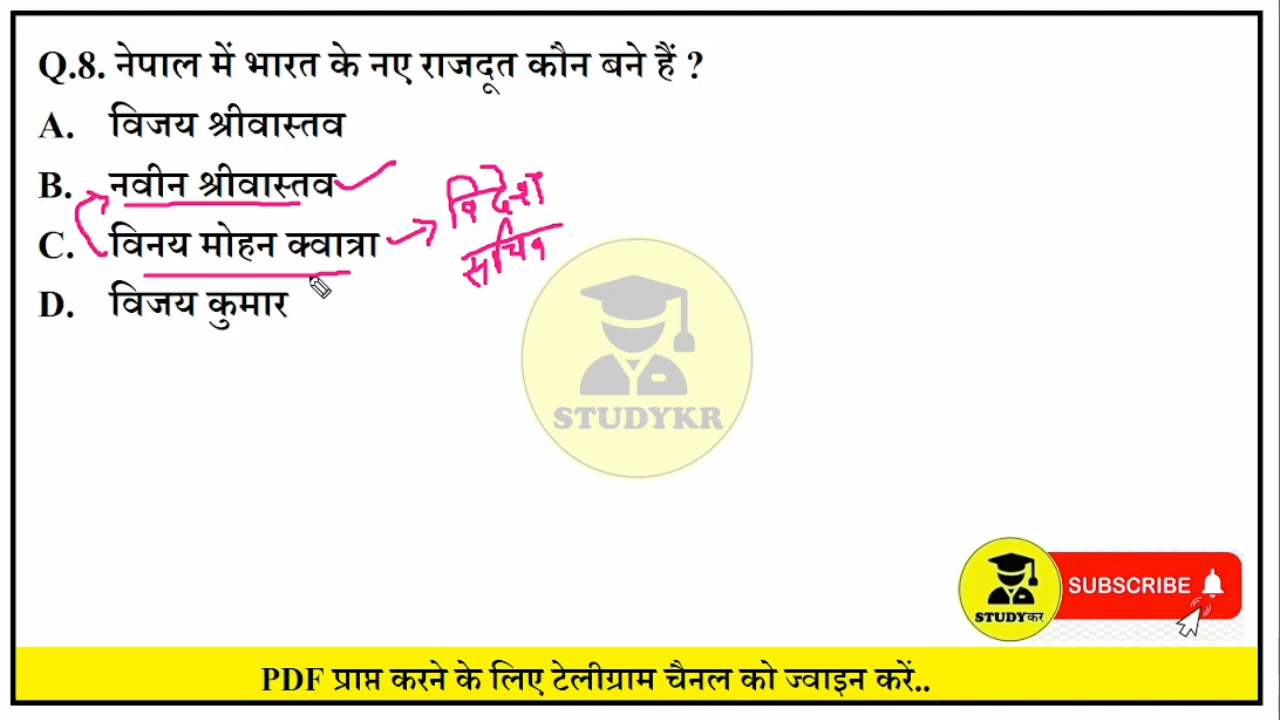 Q.8. नेपाल में भारत के नए राजदूत कौन बने हैं ?
A. विजय श्रीवास्तव
B. नवीन श्रीवास्तव
C. विनय मोहन क्वात्रा
विदेश
सचिव
D. विजय कुमार
STUDYKR
SUBSCRIBE
STUDYकर
PDF प्राप्त करने के लिए टेलीग्राम चैनल को ज्वाइन करें..